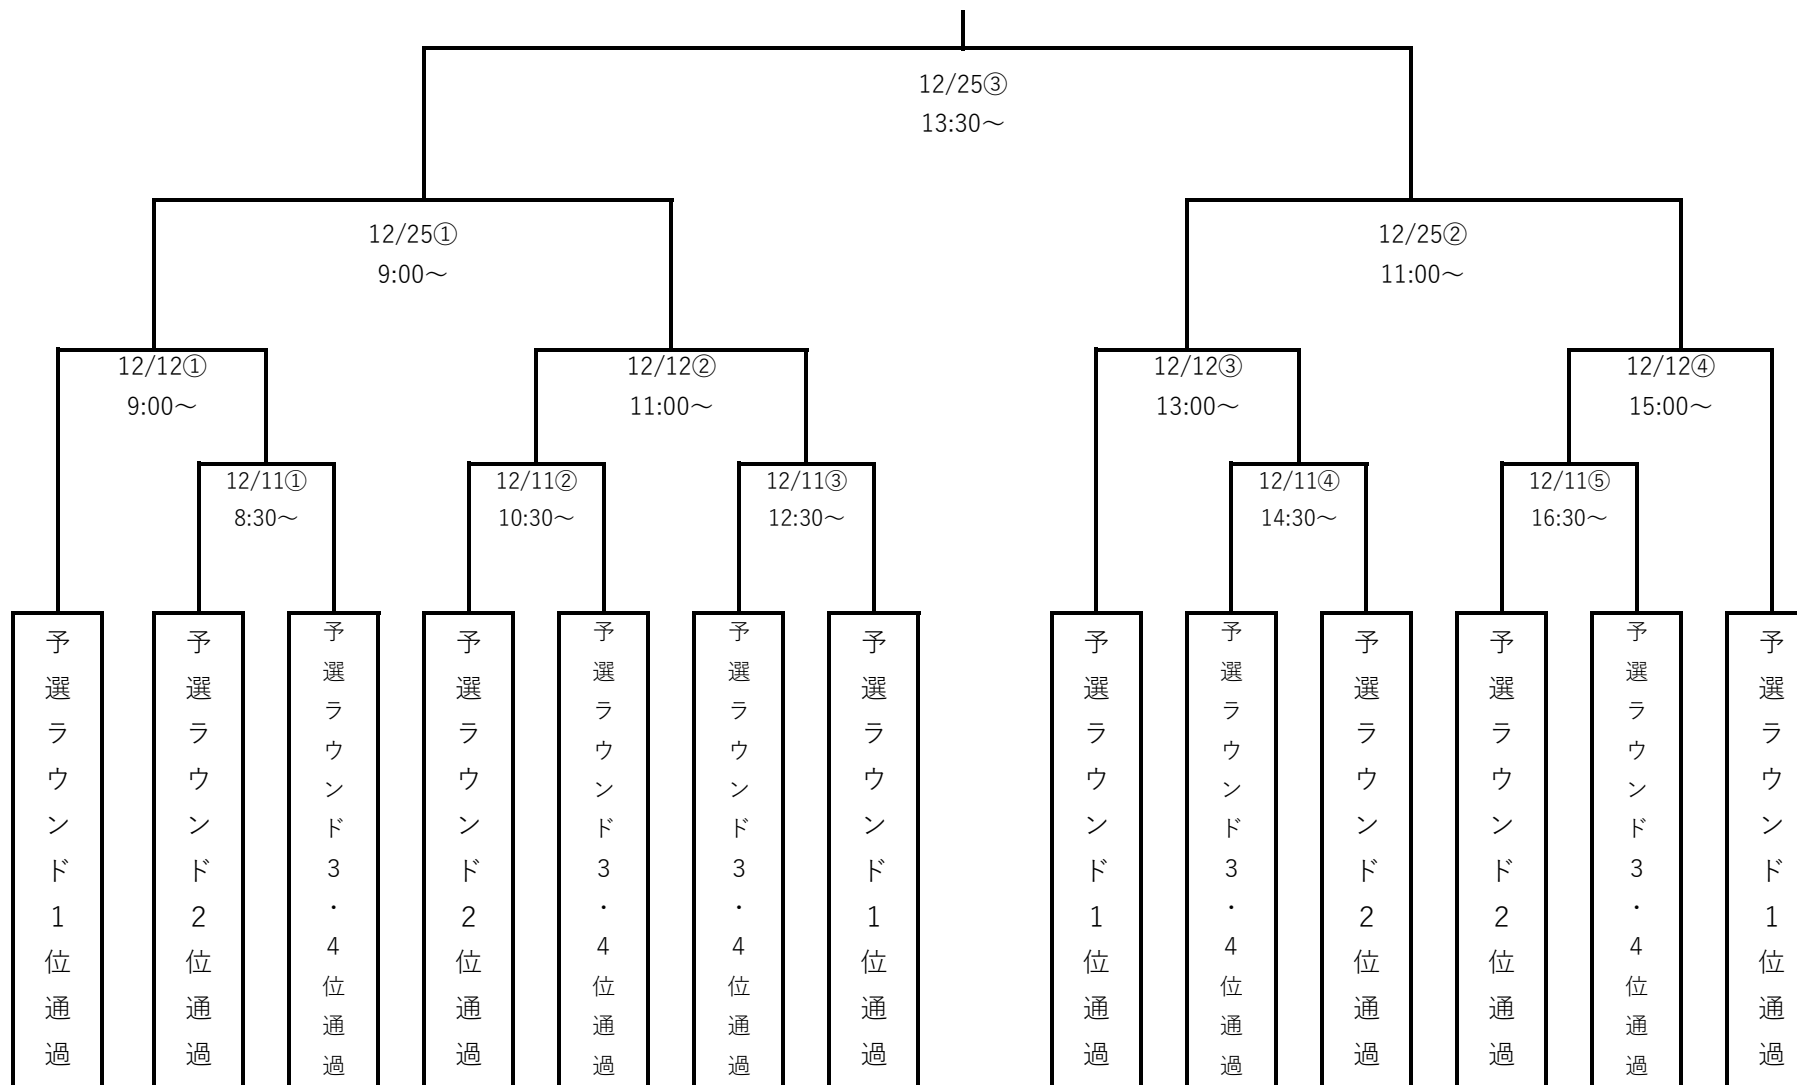 12/25③
13:30～
12/25①
9:00～
12/25②
11:00～
12/12①
9:00～
12/12②
11:00～
12/12③
13:00～
12/12④
15:00～
12/11①
8:30～
12/11②
10:30～
12/11③
12:30～
12/11④
14:30～
12/11⑤
16:30～
予選ラウンド1位通過
予選ラウンド2位通過
予選ラウンド3・4位通過
予選ラウンド2位通過
予選ラウンド3・4位通過
予選ラウンド3・4位通過
予選ラウンド1位通過
予選ラウンド1位通過
予選ラウンド3・4位通過
予選ラウンド2位通過
予選ラウンド2位通過
予選ラウンド3・4位通過
予選ラウンド1位通過